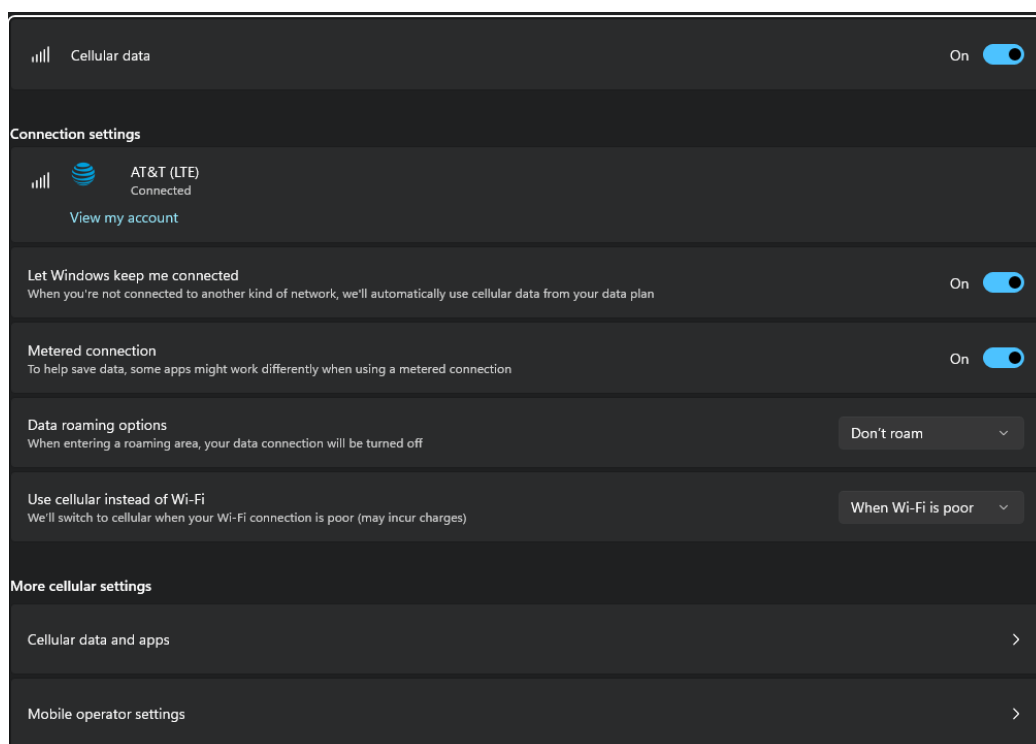 Cellular data
On
Connection settings
AT&T (LTE)
Connected
View my account
Let Windows keep me connected
When you're not connected to another kind of network, we'll automatically use cellular data from your data plan
On
Metered connection
To help save data, some apps might work differently when using a metered connection
On
Data roaming options
When entering a roaming area, your data connection will be turned off
Don't roam
Use cellular instead of Wi-Fi
We'll switch to cellular when your Wi-Fi connection is poor (may incur charges)
When Wi-Fi is poor
More cellular settings
Cellular data and apps
Mobile operator settings